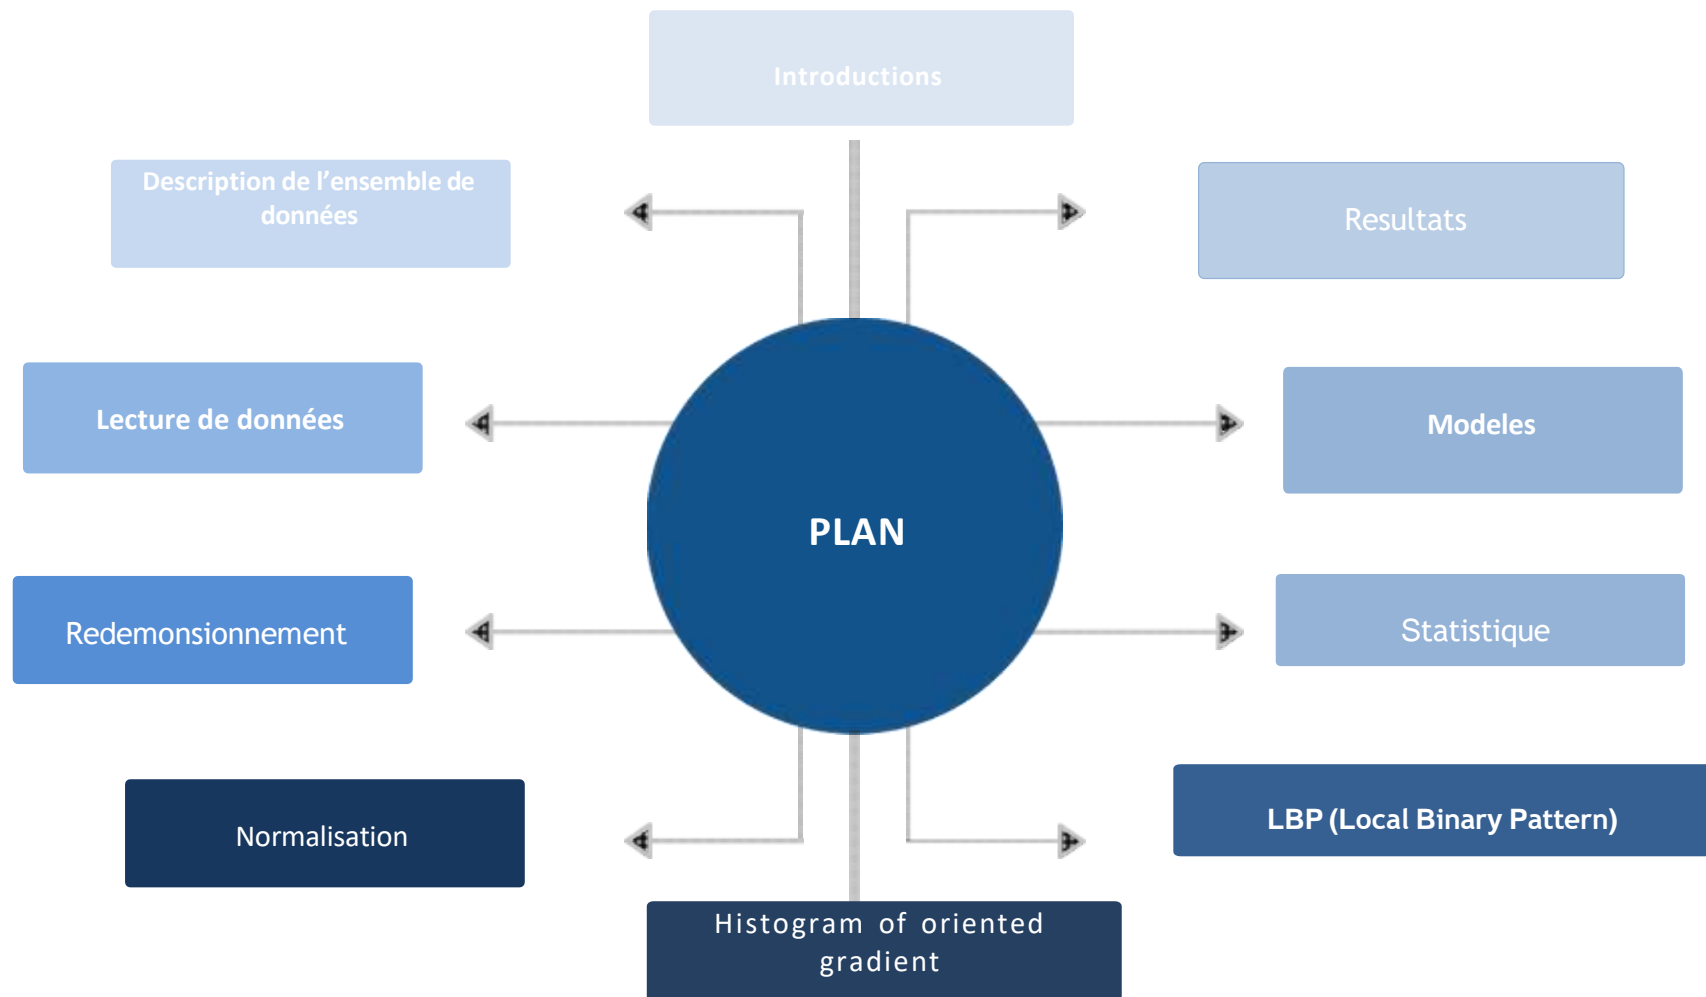 Introductions
Description de l’ensemble de
données
Resultats
Lecture de données
Modeles
PLAN
Redemonsionnement
Statistique
Normalisation
LBP (Local Binary Pattern)
Histogram of oriented
gradient